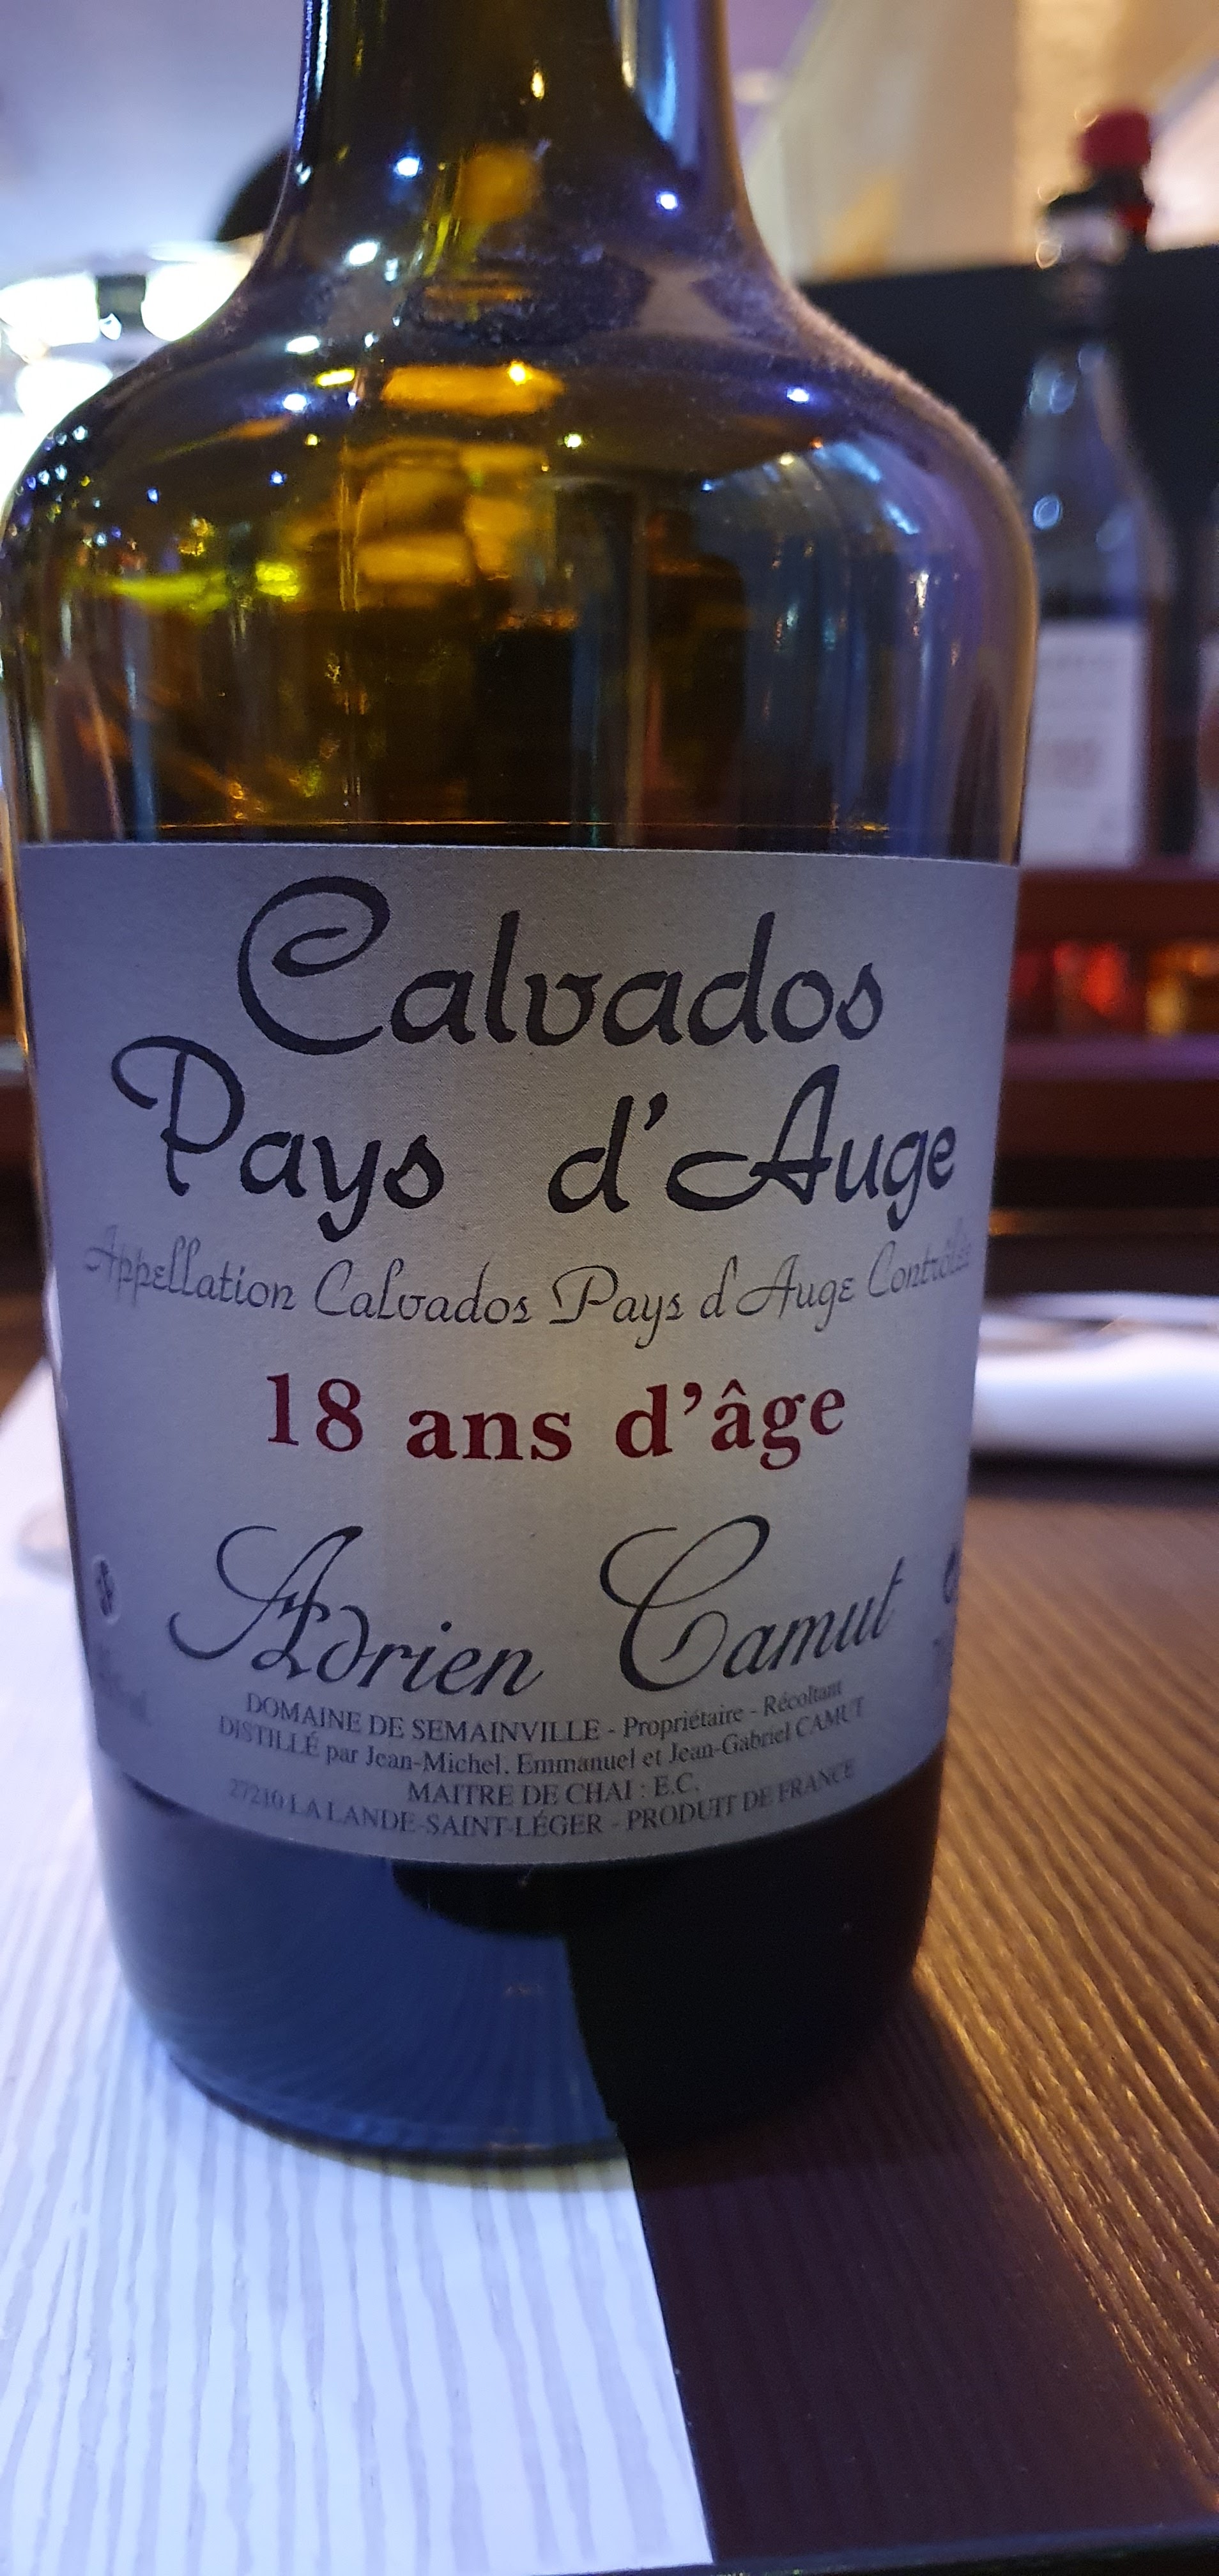 Calvados
Pays d'Auge
Appellation Calvados Pays d'Auge Contrôlée
18 ans d'âge
Adrien Camut
DOMAINE DE SEMAINVILLE - Propriétaire - Récoltant
DISTILLÉ par Jean-Michel, Emmanuel et Jean-Gabriel CAMUT
MAITRE DE CHAI : E.C.
27210 LA LANDE-SAINT-LÉGER - PRODUIT DE FRANCE